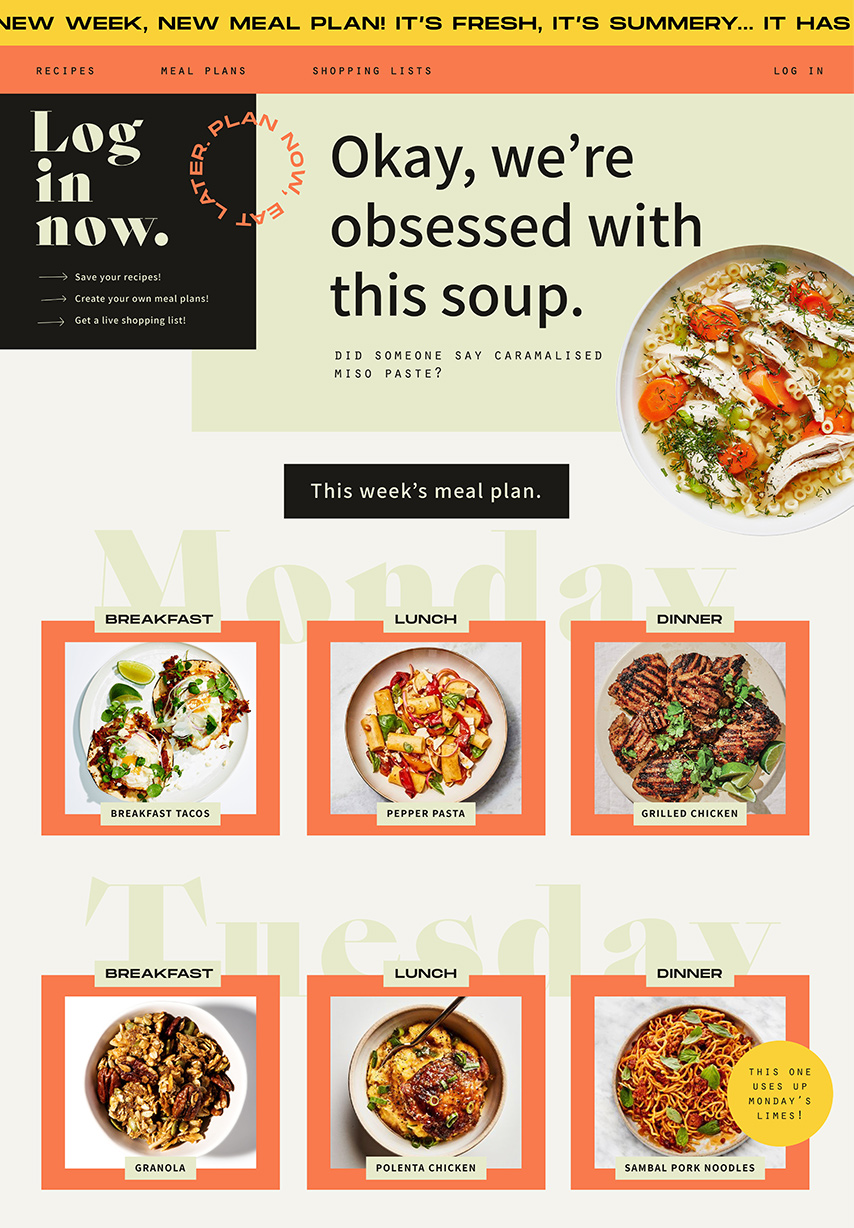 NEW WEEK, NEW MEAL PLAN! IT'S FRESH, IT'S SUMMERY... IT HAS
RECIPES
MEAL PLANS
SHOPPING LISTS
LOG IN
Log
in
now.
Save your recipes!
Create your own meal plans!
Get a live shopping list!
PLAN NOW, EAT LATER.
Okay, we're
obsessed with
this soup.
DID SOMEONE SAY CARAMALISED
MISO PASTE?
This week's meal plan.
Monday
BREAKFAST
LUNCH
DINNER
BREAKFAST TACOS
PEPPER PASTA
GRILLED CHICKEN
Tuesday
BREAKFAST
LUNCH
DINNER
THIS ONE
USES UP
MONDAY'S
LIMES!
GRANOLA
POLENTA CHICKEN
SAMBAL PORK NOODLES